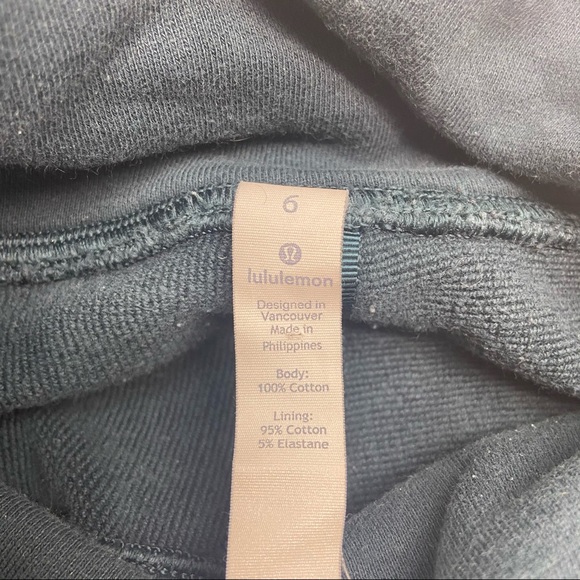 6
lululemon
Designed in
Vancouver
Made in
Philippines
Body:
100% Cotton
Lining:
95% Cotton
5% Elastane